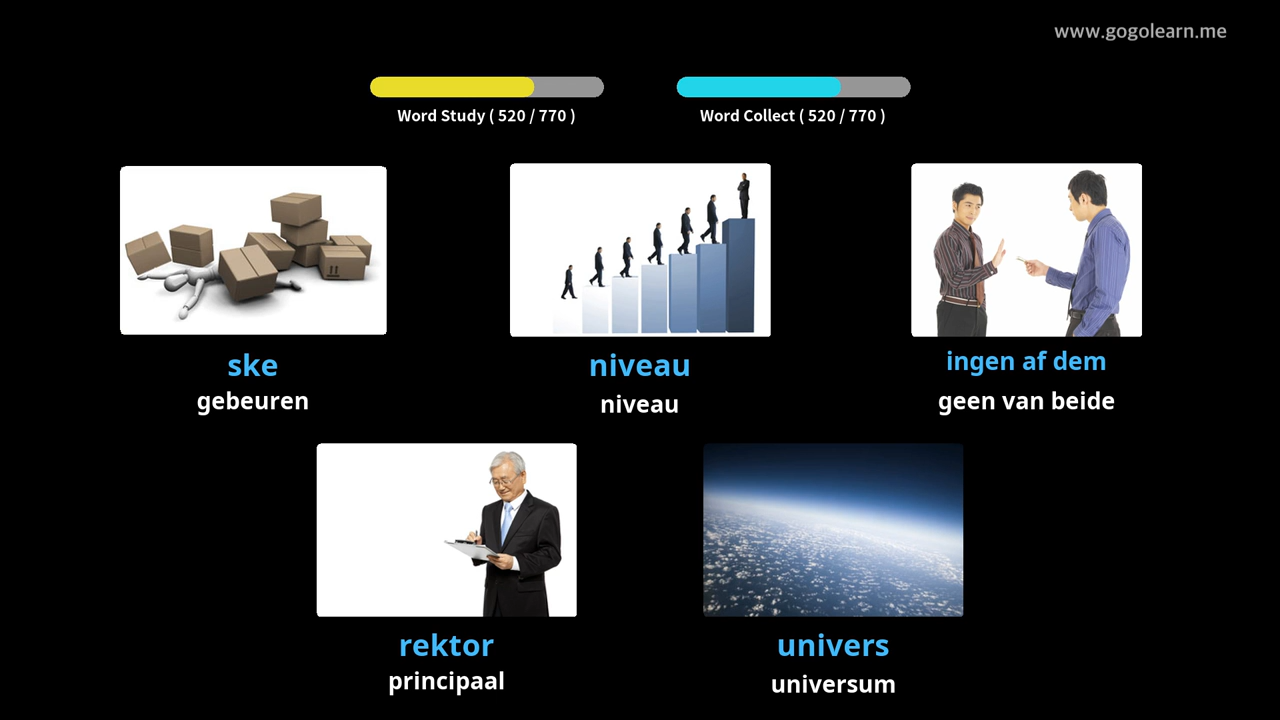 www.gogolearn.me
Word Study ( 520 / 770 )
Word Collect ( 520 / 770 )
ske
gebeuren
niveau
niveau
ingen af dem
geen van beide
rektor
principaal
univers
universum